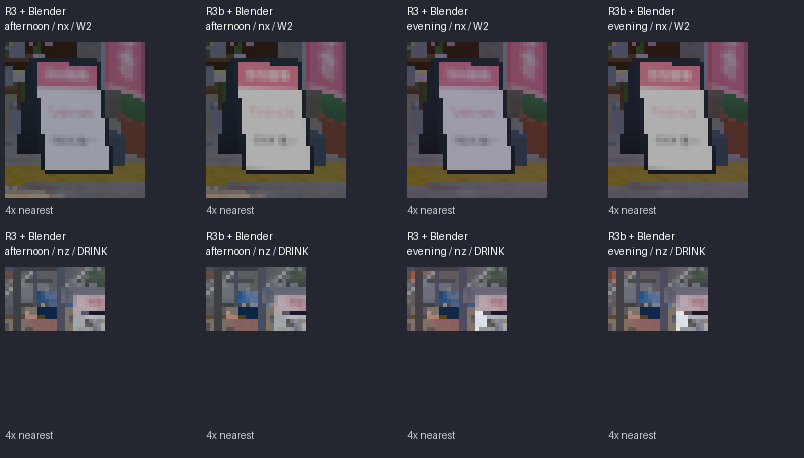 R3 + Blender
afternoon / nx / W2
R3b + Blender
afternoon / nx / W2
R3 + Blender
evening / nx / W2
R3b + Blender
evening / nx / W2
4x nearest
4x nearest
4x nearest
4x nearest
R3 + Blender
afternoon / nz / DRINK
R3b + Blender
afternoon / nz / DRINK
R3 + Blender
evening / nz / DRINK
R3b + Blender
evening / nz / DRINK
4x nearest
4x nearest
4x nearest
4x nearest